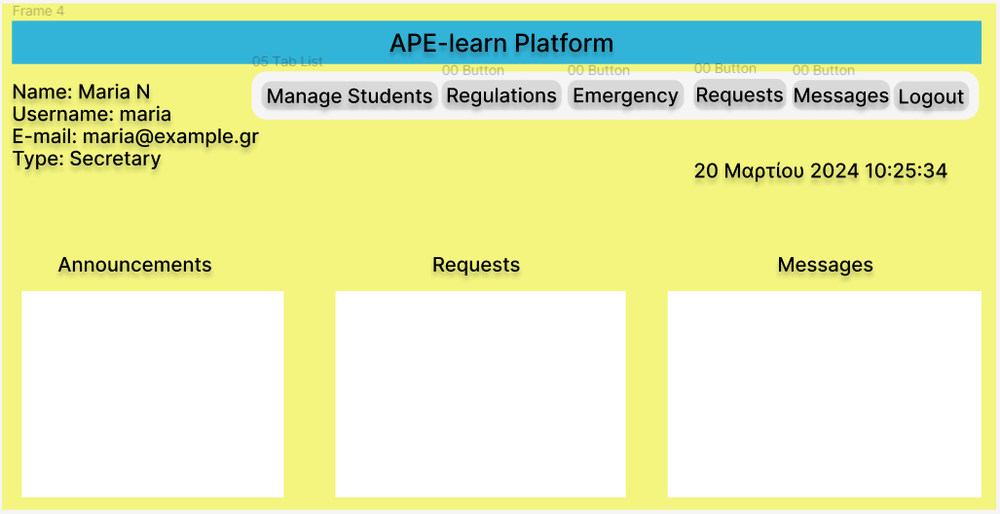 Frame 4
APE-learn Platform
05 Tab List
00 Button
00 Button
00 Button
00 Button
Manage Students
Regulations
Emergency
Requests
Messages
Logout
Name: Maria N
Username: maria
E-mail: maria@example.gr
Type: Secretary
20 Μαρτίου 2024 10:25:34
Announcements
Requests
Messages